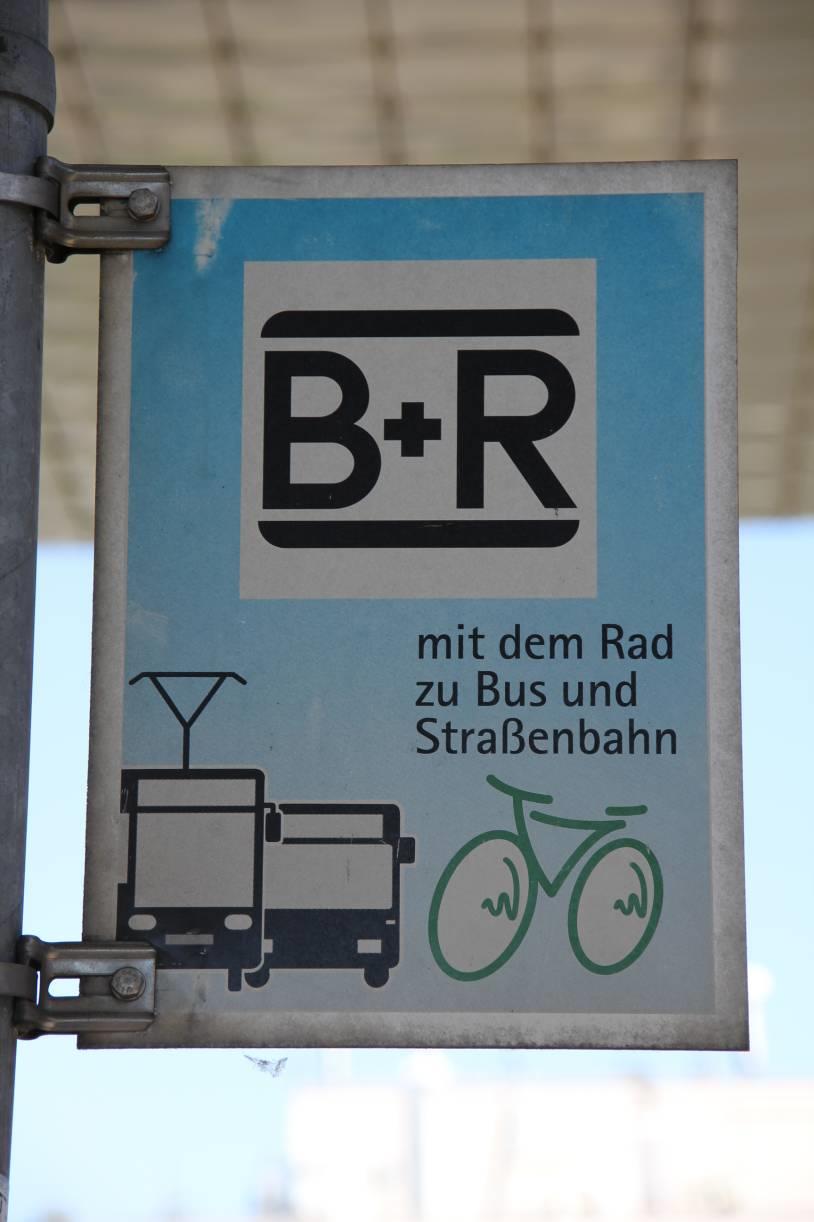 B+R
mit dem Rad
zu Bus und
Straßenbahn